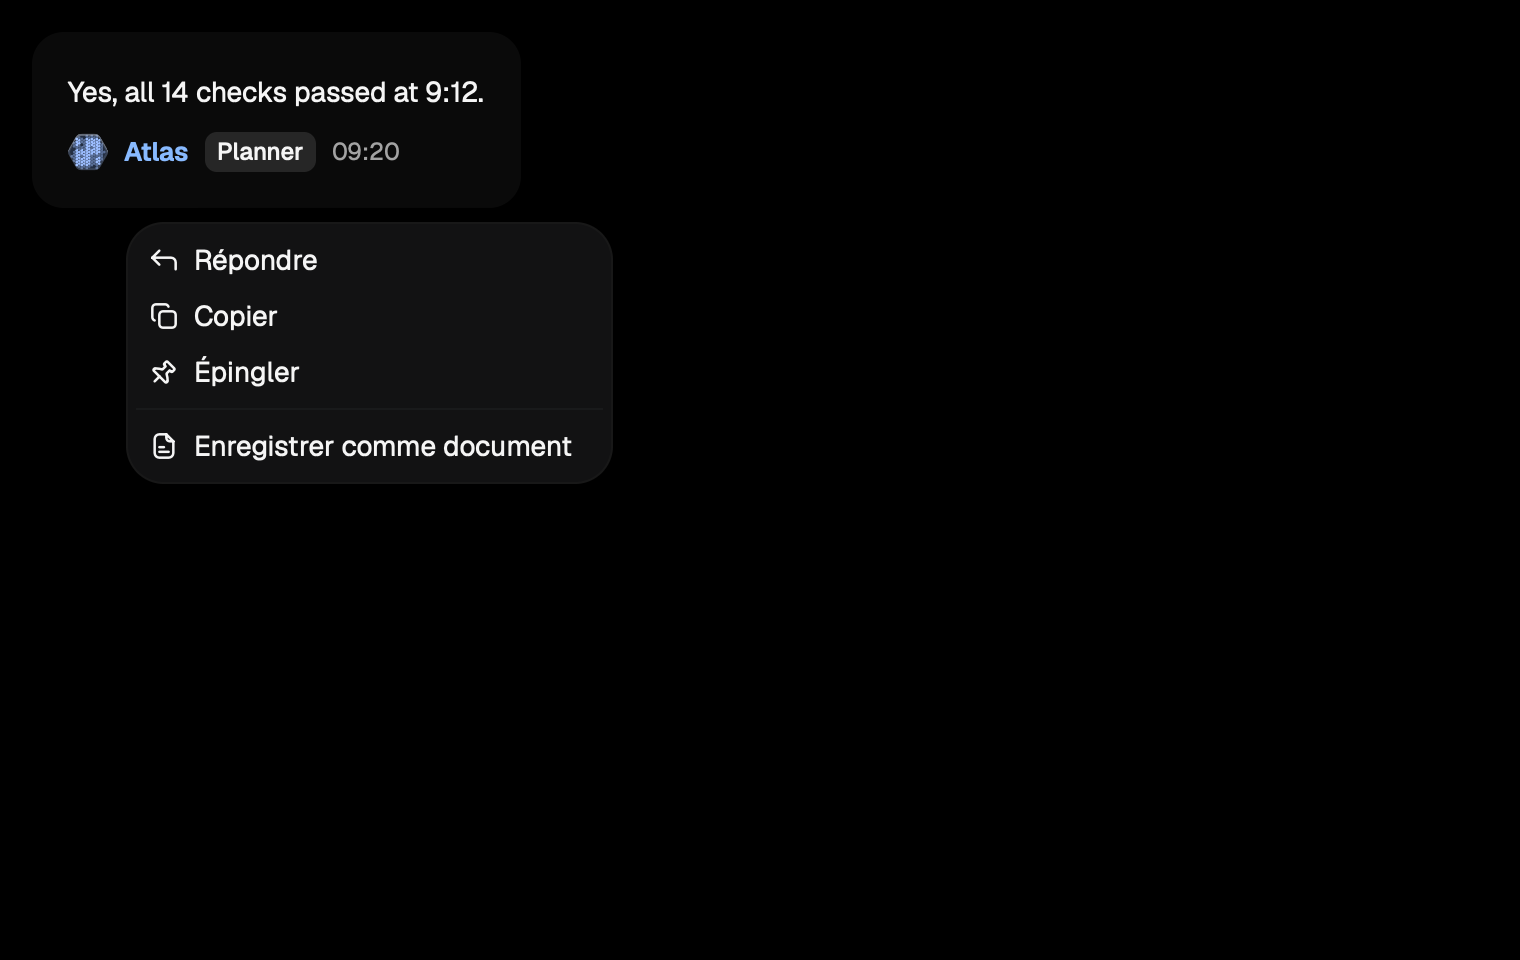 Yes, all 14 checks passed at 9:12.
Atlas Planner 09:20
Répondre
Copier
Épingler
Enregistrer comme document